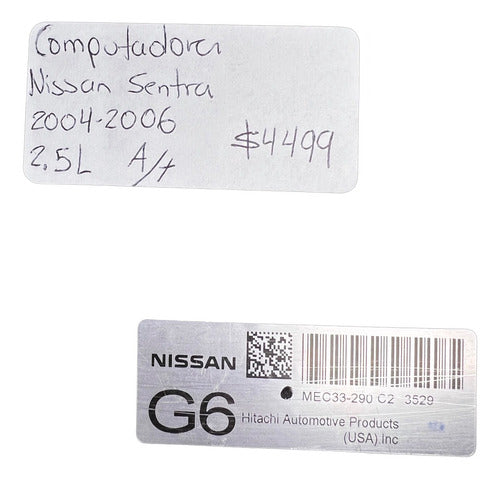 Computadora
Nissan Sentra
2004-2006
2.5L A/t $4499
NISSAN
G6
MEC33-290 C2 3529
Hitachi Automotive Products
(USA).Inc